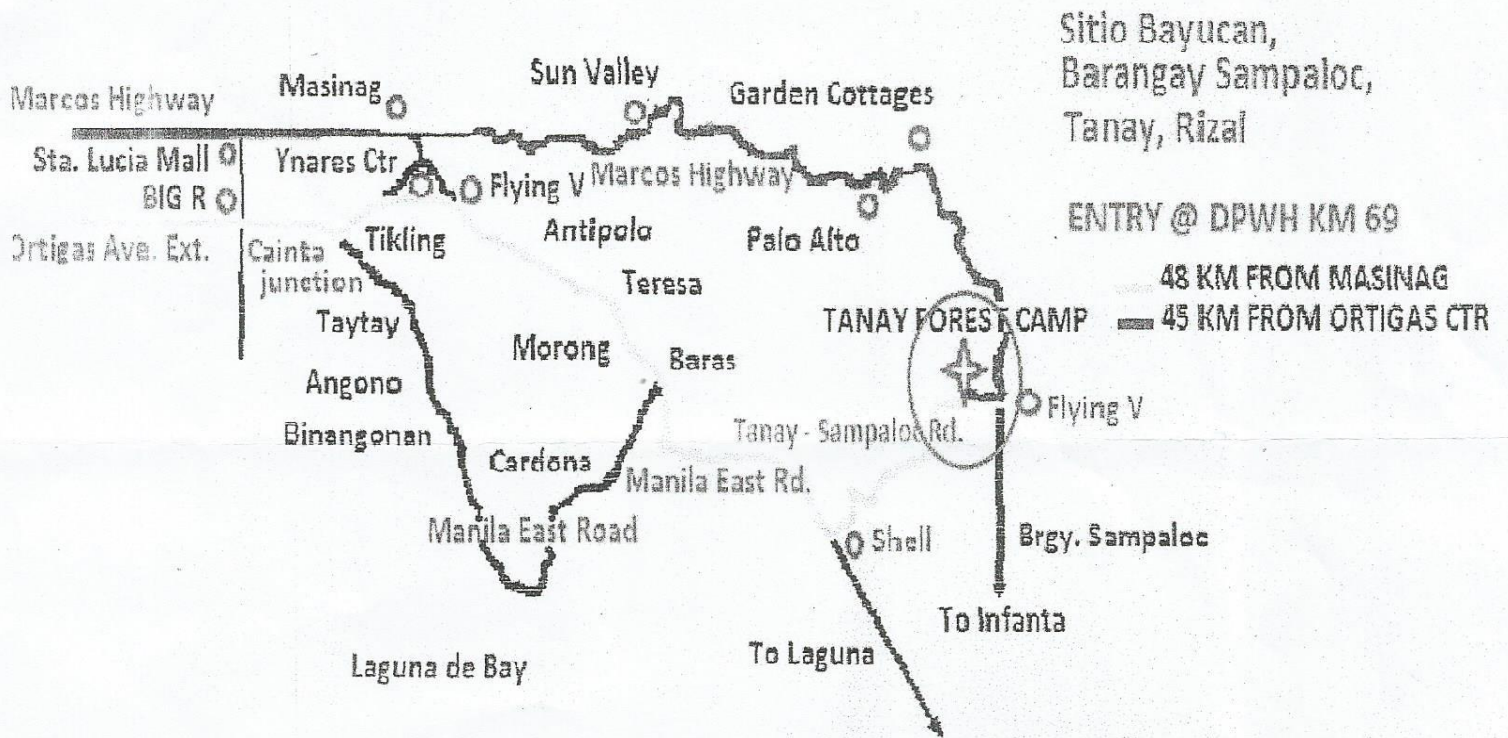 Sitio Bayucan,
Barangay Sampaloc,
Tanay, Rizal
Marcos Highway
Masinag
Sun Valley
Garden Cottages
Sta. Lucia Mall
Ynares Ctr
BIG R
Flying V
Marcos Highway
ENTRY @ DPWH KM 69
Ortigas Ave. Ext.
Cainta
junction
Tikling
Antipolo
Palo Alto
Teresa
48 KM FROM MASINAG
45 KM FROM ORTIGAS CTR
Taytay
TANAY FOREST CAMP
Morong
Baras
Angono
Flying V
Binangonan
Tanay - Sampaloc Rd.
Cardona
Manila East Rd.
Manila East Road
Shell
Brgy. Sampaloc
To Infanta
To Laguna
Laguna de Bay